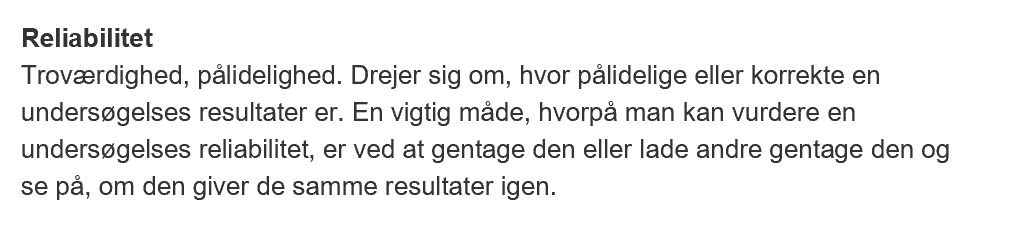 Reliabilitet
Troværdighed, pålidelighed. Drejer sig om, hvor pålidelige eller korrekte en
undersøgelses resultater er. En vigtig måde, hvorpå man kan vurdere en
undersøgelses reliabilitet, er ved at gentage den eller lade andre gentage den og
se på, om den giver de samme resultater igen.